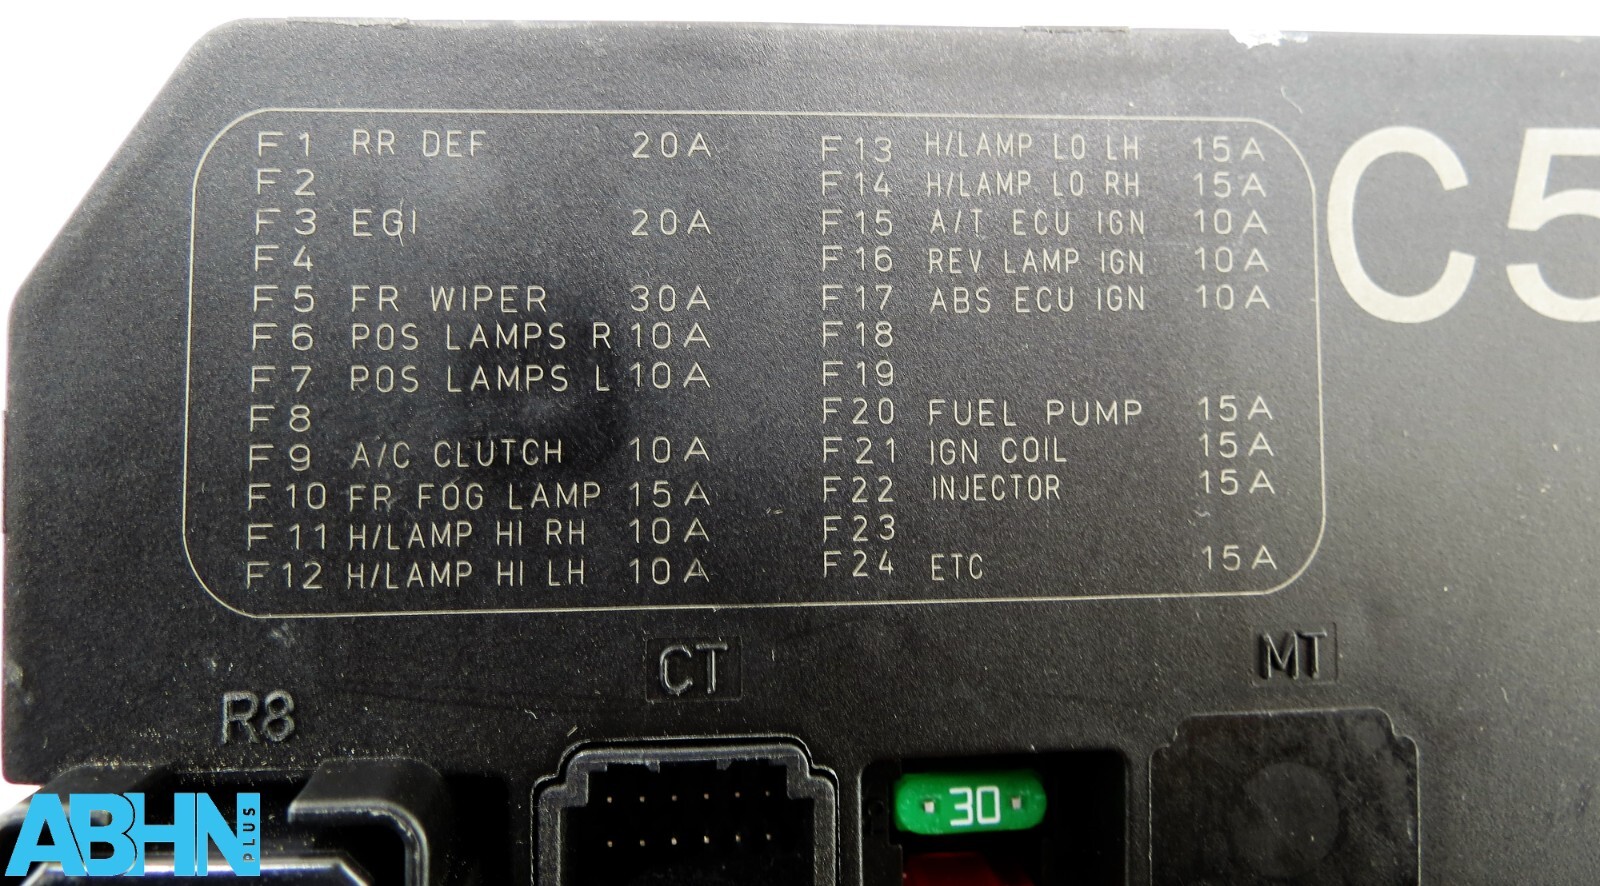 F1 RR DEF 20A
F2
F3 EGI 20A
F4
F5 FR WIPER 30A
F6 POS LAMPS R 10A
F7 POS LAMPS L 10A
F8
F9 A/C CLUTCH 10A
F10 FR FOG LAMP 15A
F11 H/LAMP HI RH 10A
F12 H/LAMP HI LH 10A
F13 H/LAMP LO LH 15A
F14 H/LAMP LO RH 15A
F15 A/T ECU IGN 10A
F16 REV LAMP IGN 10A
F17 ABS ECU IGN 10A
F18
F19
F20 FUEL PUMP 15A
F21 IGN COIL 15A
F22 INJECTOR 15A
F23
F24 ETC 15A
C5
R8
CT
MT
30
ABHN PLUS